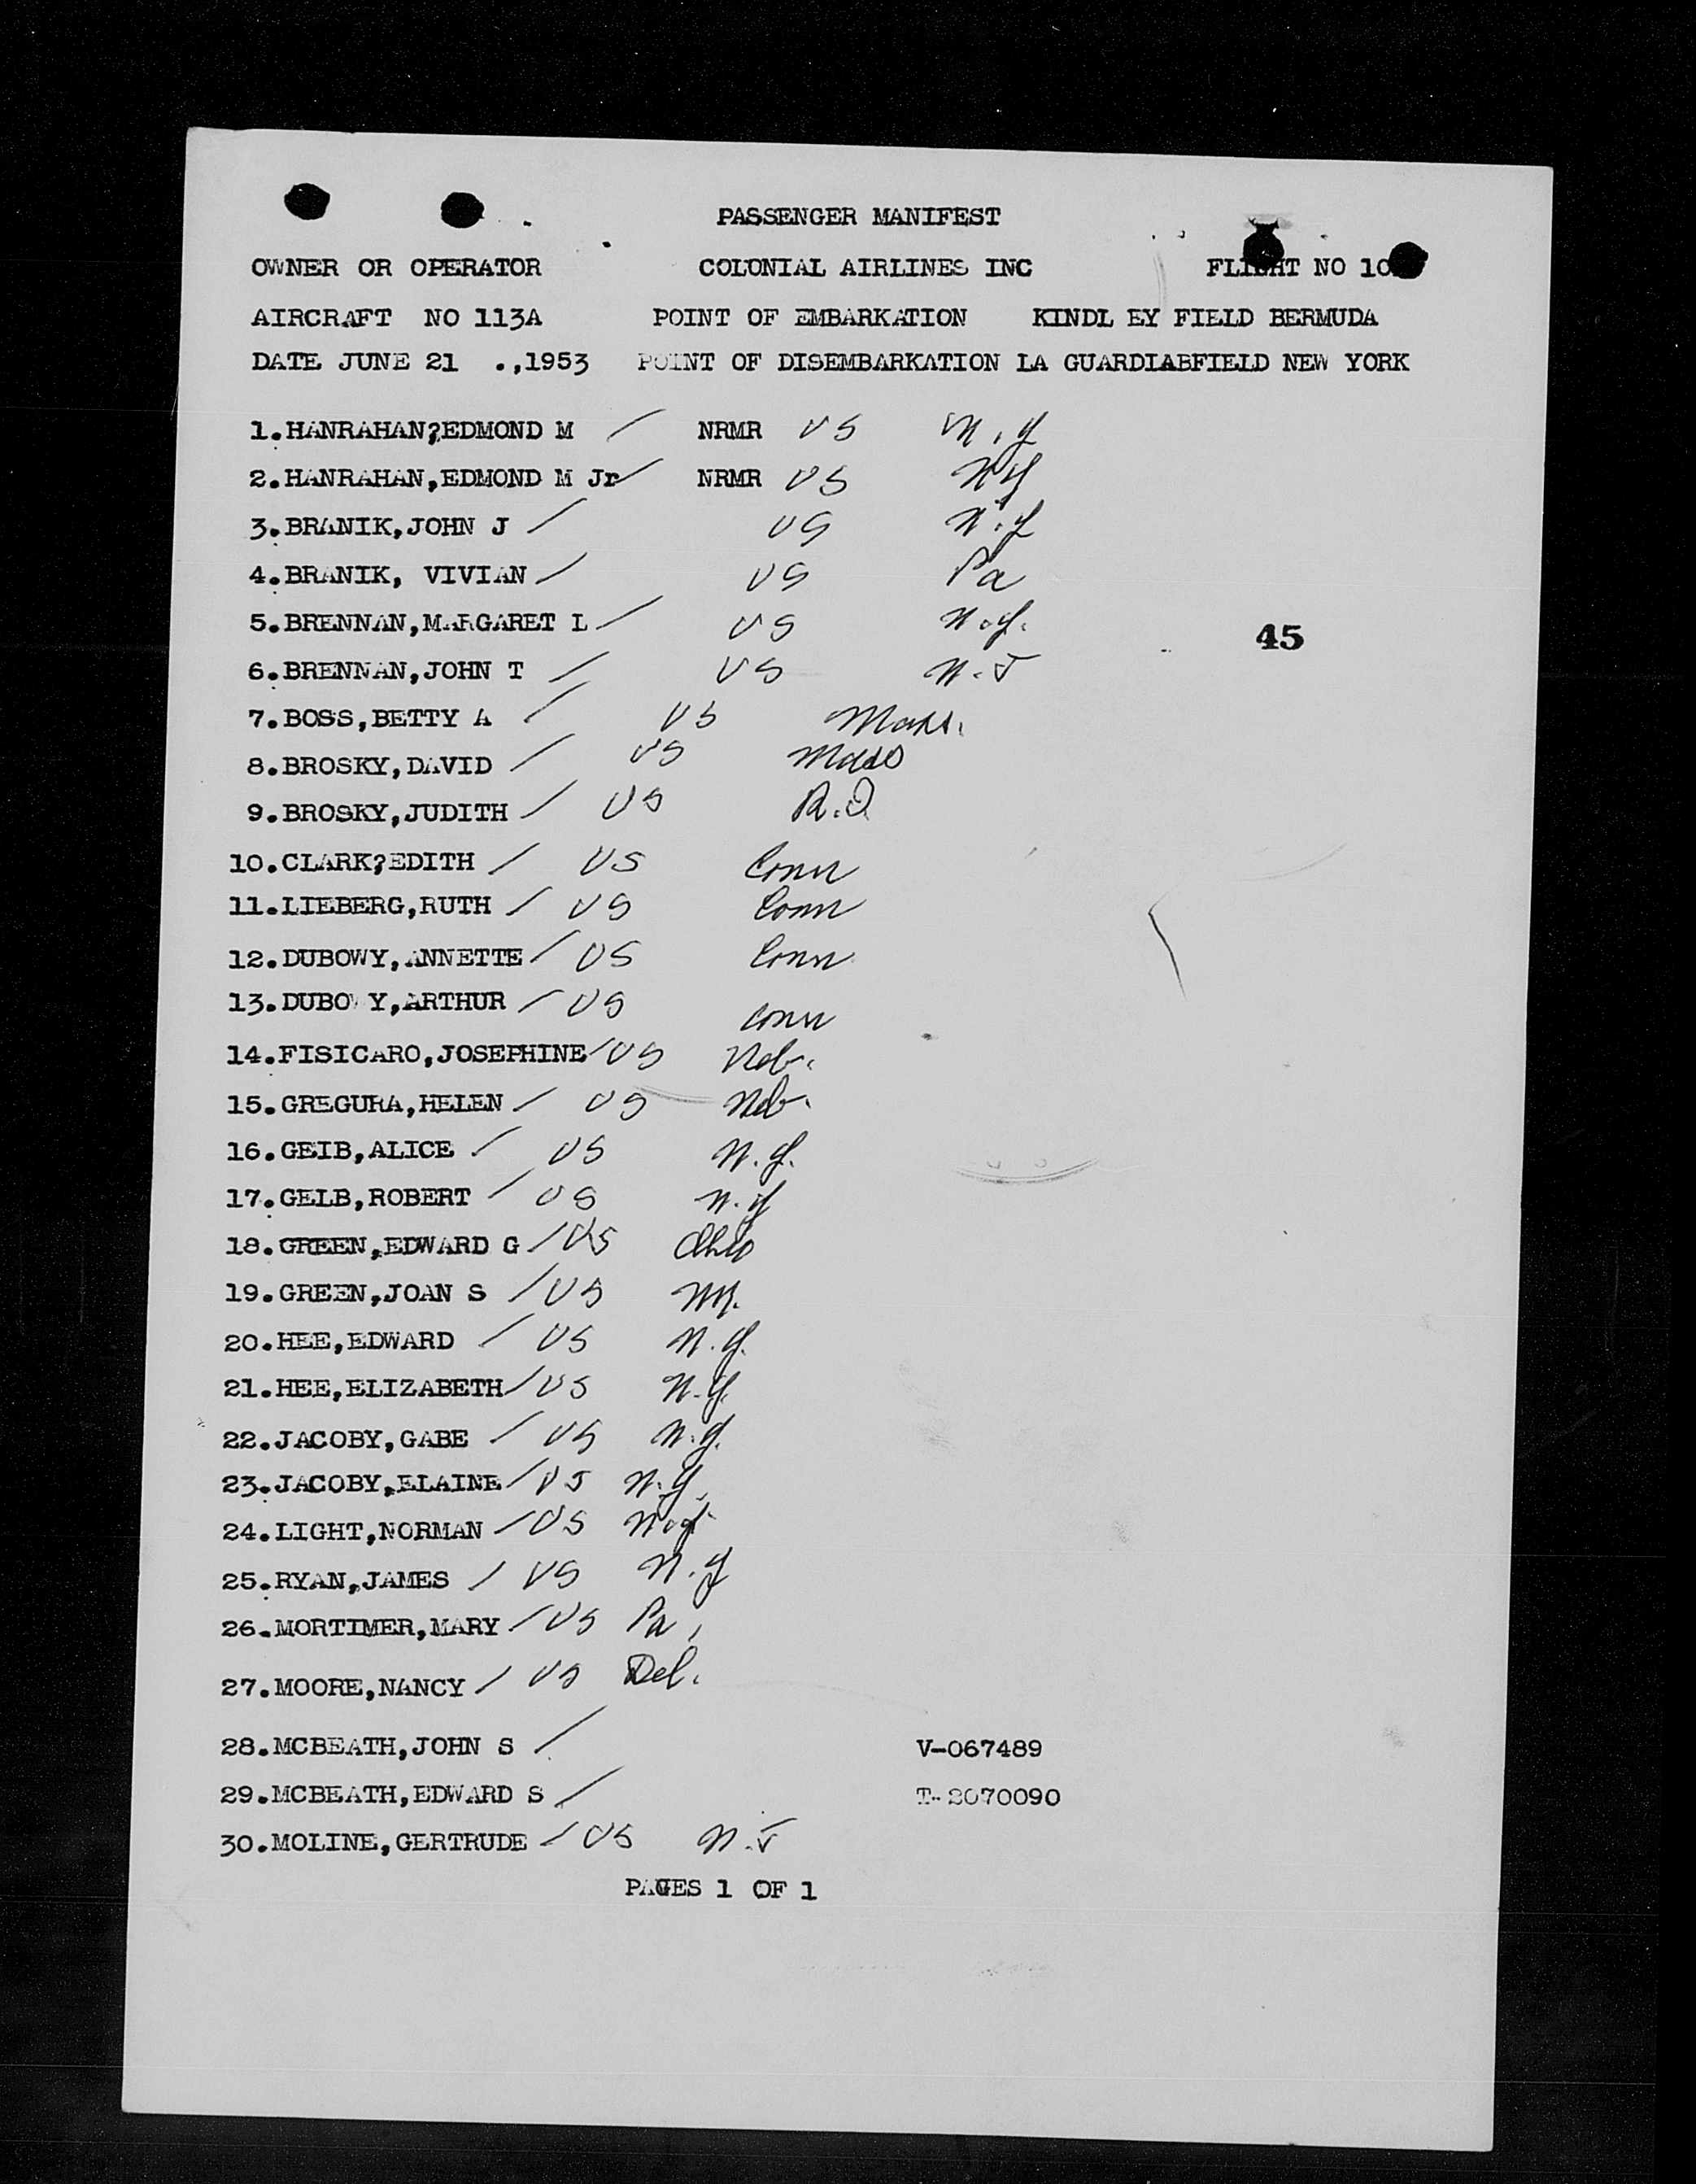 PASSENGER MANIFEST
OWNER OR OPERATOR COLONIAL AIRLINES INC FLIGHT NO 10
AIRCRAFT NO 113A POINT OF EMBARKATION KINDL EY FIELD BERMUDA
DATE JUNE 21 .,1953 POINT OF DISEMBARKATION LA GUARDIABFIELD NEW YORK
1.HANRAHAN?EDMOND M / NRMR US N.Y
2.HANRAHAN,EDMOND M Jr / NRMR US NY
3.BRANIK,JOHN J / US N.Y
4.BRANIK, VIVIAN / US Pa
5.BRENNAN,MARGARET L / US N.Y.
45
6.BRENNAN,JOHN T / US N.J
7.BOSS,BETTY A / US Mass.
8.BROSKY,DAVID / US Mass
9.BROSKY,JUDITH / US R.I
10.CLARK?EDITH / US Conn
11.LIEBERG,RUTH / US Conn
12.DUBOWY,ANNETTE / US Conn
13.DUBOWY,ARTHUR / US Conn
14.FISICARO,JOSEPHINE / US Neb.
15.GREGURA,HELEN / US Neb.
16.GEIB,ALICE / US N.Y.
17.GELB,ROBERT / US N.Y
18.GREEN,EDWARD G / US Ohio
19.GREEN,JOAN S / US
20.HEE,EDWARD / US N.Y.
21.HEE,ELIZABETH / US N.Y.
22.JACOBY,GABE / US N.Y.
23.JACOBY,ELAINE / US N.Y.
24.LIGHT,NORMAN / US N.Y.
25.RYAN,JAMES / US N.Y
26.MORTIMER,MARY / US Pa,
27.MOORE,NANCY / US Del.
28.MCBEATH,JOHN S / V-067489
29.MCBEATH,EDWARD S / T-2070090
30.MOLINE,GERTRUDE / US N.J
PAGES 1 OF 1